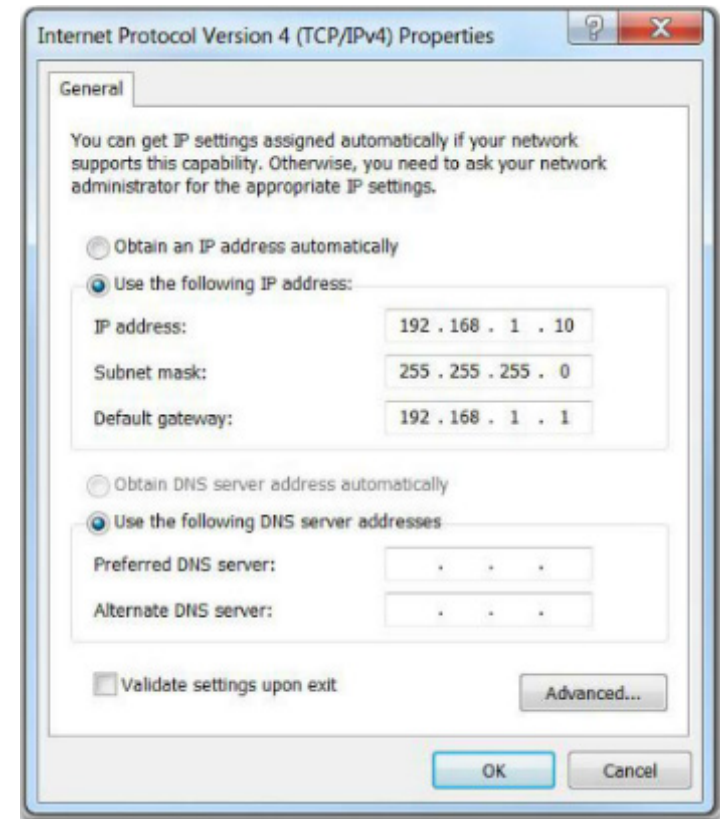 Internet Protocol Version 4 (TCP/IPv4) Properties
General
You can get IP settings assigned automatically if your network
supports this capability. Otherwise, you need to ask your network
administrator for the appropriate IP settings.
Obtain an IP address automatically
Use the following IP address:
IP address: 192 . 168 . 1 . 10
Subnet mask: 255 . 255 . 255 . 0
Default gateway: 192 . 168 . 1 . 1
Obtain DNS server address automatically
Use the following DNS server addresses
Preferred DNS server: . . .
Alternate DNS server: . . .
Validate settings upon exit
Advanced...
OK Cancel